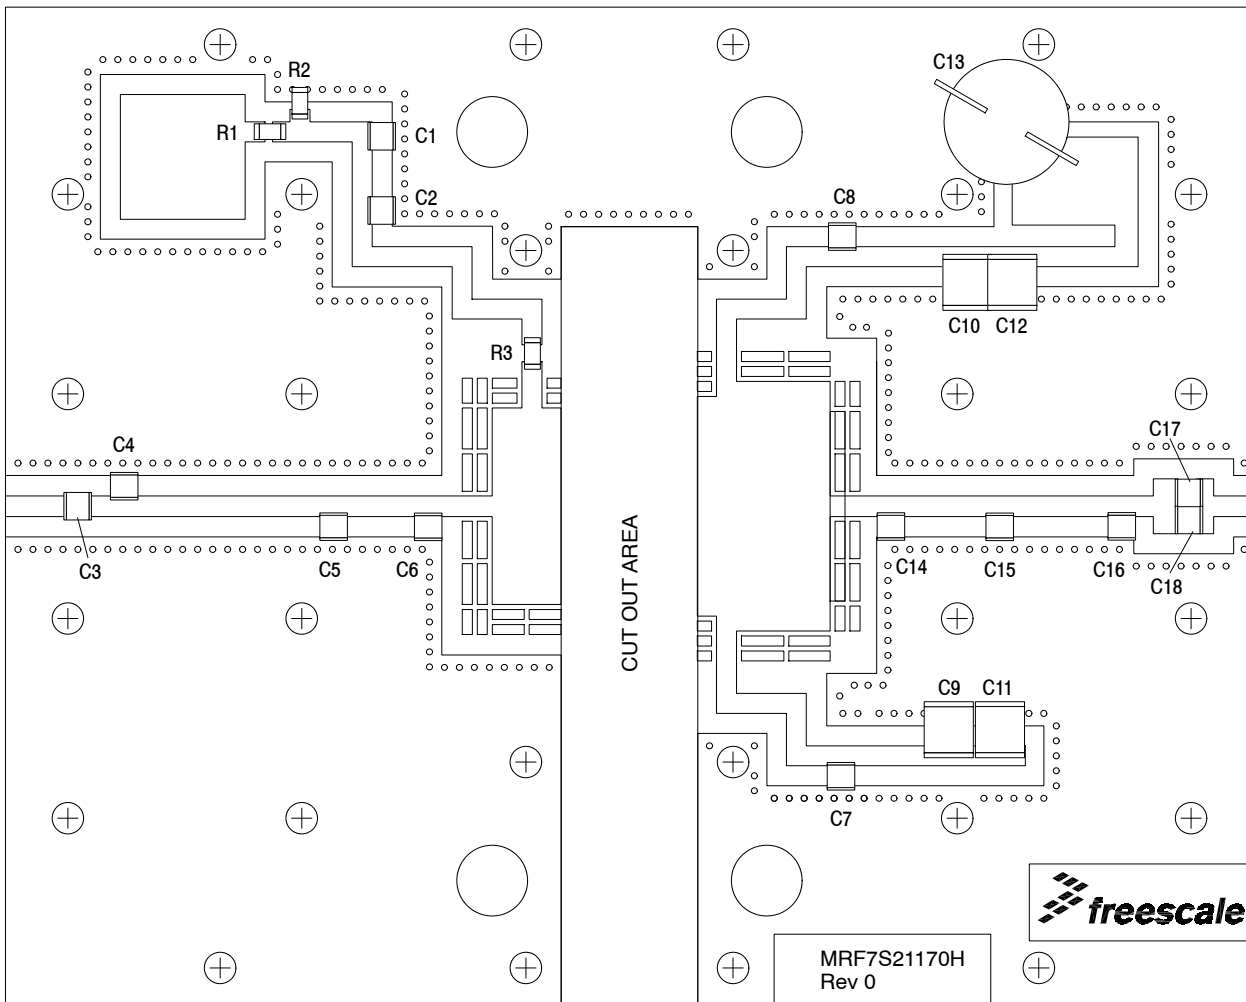 C13
R2
R1
C1
C2
C8
C10
C12
R3
C4
C17
C3
C5
C6
C14
C15
C16
C18
CUT OUT AREA
C9
C11
C7
freescale
MRF7S21170H
Rev 0